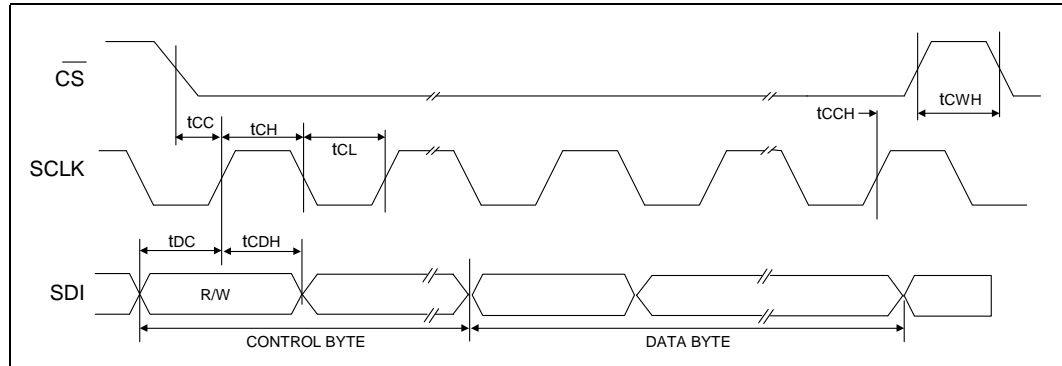 CS
tCC
tCH
tCL
tCCH
tCWH
SCLK
tDC
tCDH
SDI
R/W
CONTROL BYTE
DATA BYTE